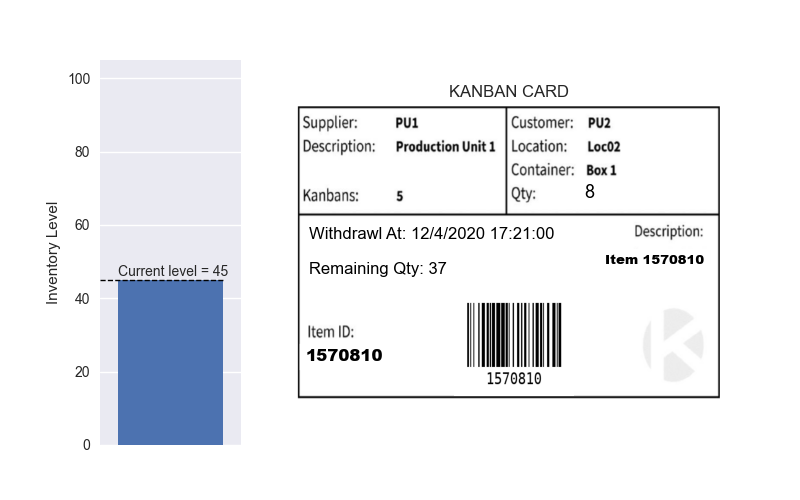 100
80
60
40
20
0
Inventory Level
Current level = 45
KANBAN CARD
Supplier: PU1
Description: Production Unit 1
Kanbans: 5
Customer: PU2
Location: Loc02
Container: Box 1
Qty: 8
Withdrawl At: 12/4/2020 17:21:00
Remaining Qty: 37
Description:
Item 1570810
Item ID:
1570810
1570810